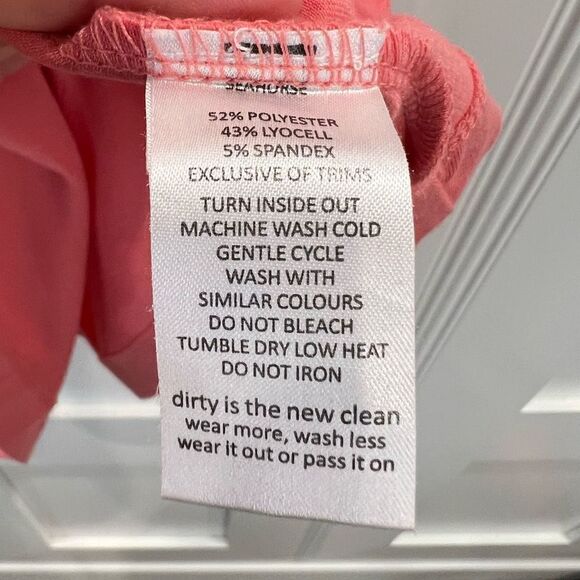 SEAHORSE
52% POLYESTER
43% LYOCELL
5% SPANDEX
EXCLUSIVE OF TRIMS
TURN INSIDE OUT
MACHINE WASH COLD
GENTLE CYCLE
WASH WITH
SIMILAR COLOURS
DO NOT BLEACH
TUMBLE DRY LOW HEAT
DO NOT IRON
dirty is the new clean
wear more, wash less
wear it out or pass it on